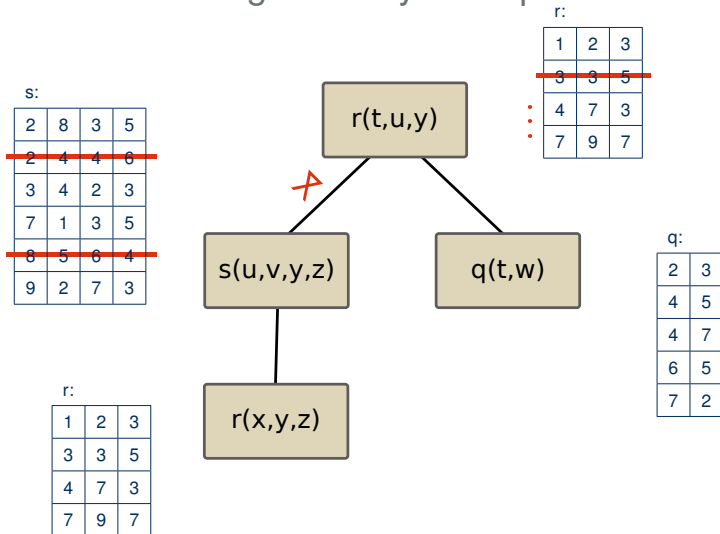 r:
1 2 3
3 3 5
4 7 3
7 9 7
r(t,u,y)
s:
2 8 3 5
2 4 4 6
3 4 2 3
7 1 3 5
8 5 6 4
9 2 7 3
s(u,v,y,z)
q(t,w)
q:
2 3
4 5
4 7
6 5
7 2
r(x,y,z)
r:
1 2 3
3 3 5
4 7 3
7 9 7